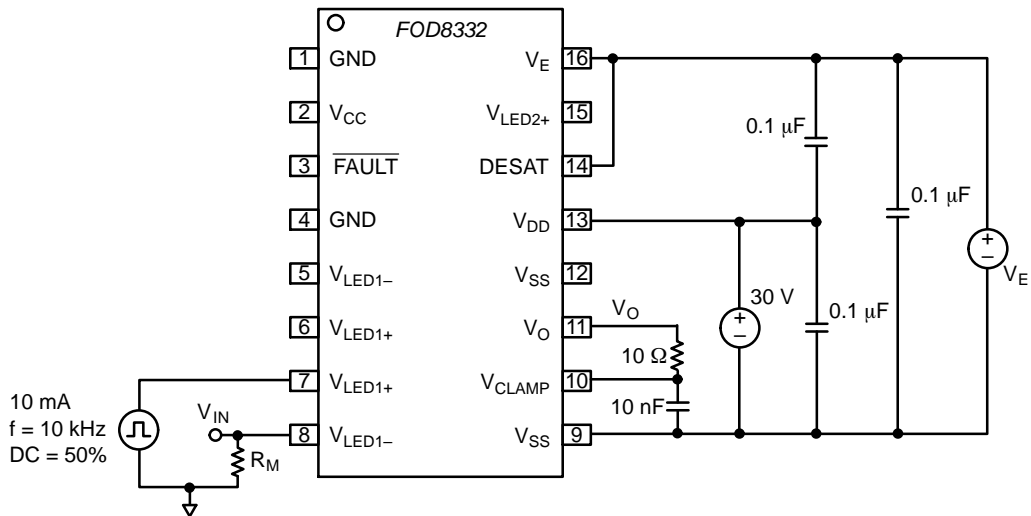 FOD8332
1 GND
2 VCC
3 FAULT
4 GND
5 VLED1–
6 VLED1+
7 VLED1+
8 VLED1–
VE 16
VLED2+ 15
DESAT 14
VDD 13
VSS 12
VO 11
VCLAMP 10
VSS 9
0.1 μF
0.1 μF
0.1 μF
+
–
VE
30 V
+
–
VO
10 Ω
10 nF
10 mA
f = 10 kHz
DC = 50%
VIN
RM